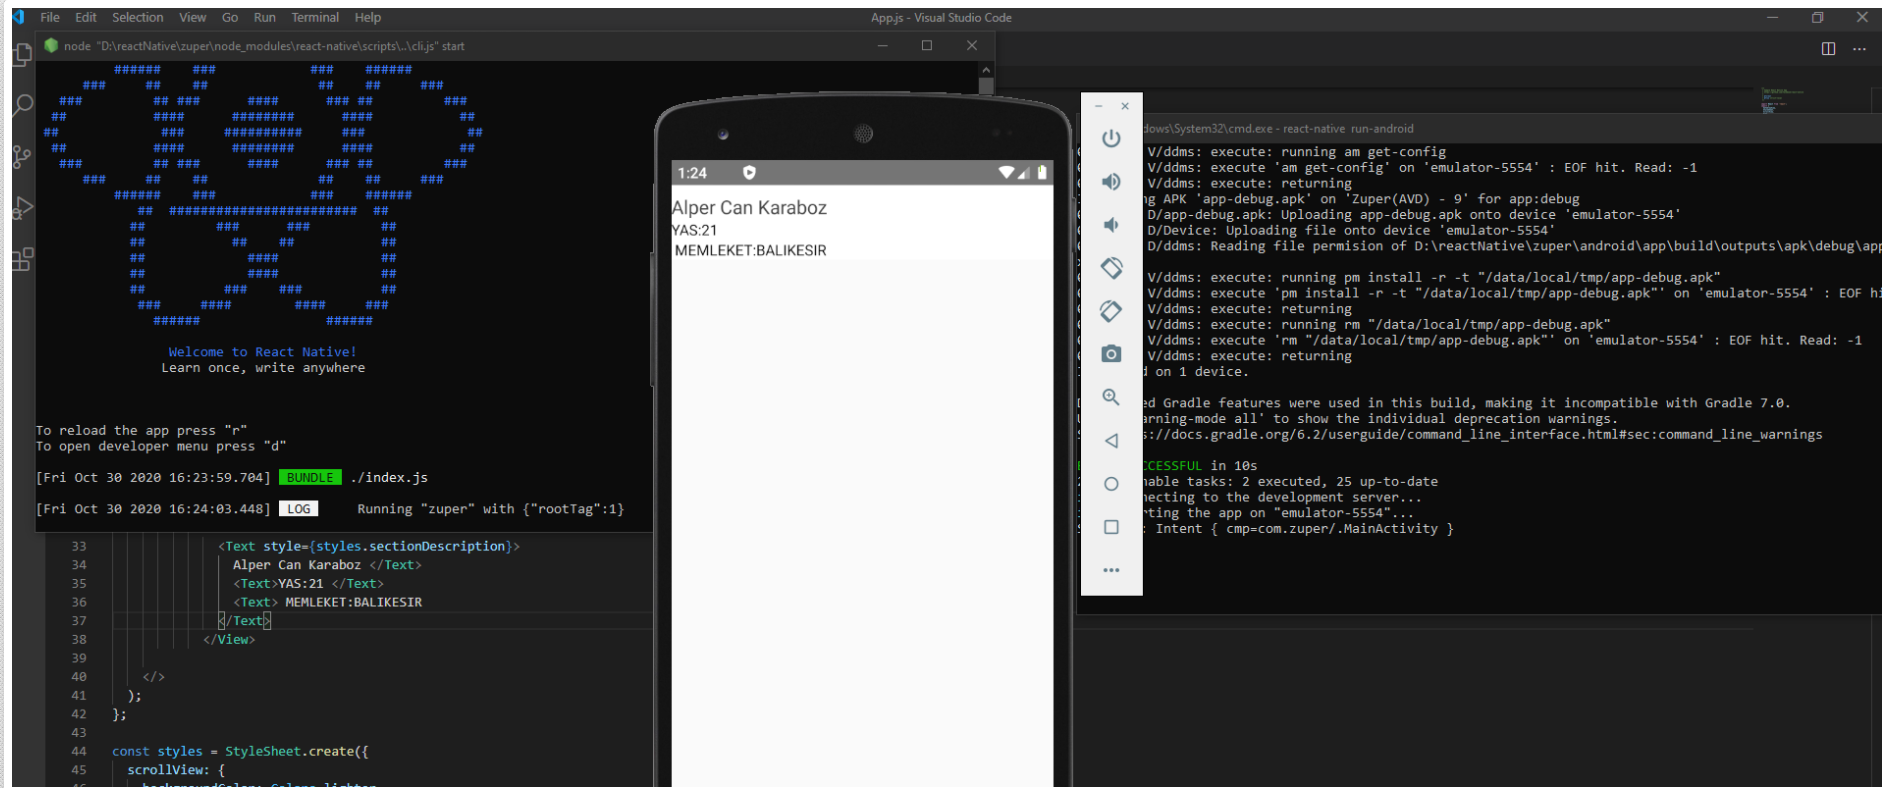 File Edit Selection View Go Run Terminal Help
App.js - Visual Studio Code
node "D:\reactNative\zuper\node_modules\react-native\scripts\..\cli.js" start
Welcome to React Native!
Learn once, write anywhere
To reload the app press "r"
To open developer menu press "d"
[Fri Oct 30 2020 16:23:59.704] BUNDLE ./index.js
[Fri Oct 30 2020 16:24:03.448] LOG Running "zuper" with {"rootTag":1}
33 <Text style={styles.sectionDescription}>
34 Alper Can Karaboz </Text>
35 <Text>YAS:21 </Text>
36 <Text> MEMLEKET:BALIKESIR
37 </Text>
38 </View>
39
40 </>
41 );
42 };
43
44 const styles = StyleSheet.create({
45 scrollView: {
1:24
Alper Can Karaboz
YAS:21
MEMLEKET:BALIKESIR
dows\System32\cmd.exe - react-native run-android
V/ddms: execute: running am get-config
V/ddms: execute 'am get-config' on 'emulator-5554' : EOF hit. Read: -1
V/ddms: execute: returning
ng APK 'app-debug.apk' on 'Zuper(AVD) - 9' for app:debug
D/app-debug.apk: Uploading app-debug.apk onto device 'emulator-5554'
D/Device: Uploading file onto device 'emulator-5554'
D/ddms: Reading file permision of D:\reactNative\zuper\android\app\build\outputs\apk\debug\app
V/ddms: execute: running pm install -r -t "/data/local/tmp/app-debug.apk"
V/ddms: execute 'pm install -r -t "/data/local/tmp/app-debug.apk"' on 'emulator-5554' : EOF hi
V/ddms: execute: returning
V/ddms: execute: running rm "/data/local/tmp/app-debug.apk"
V/ddms: execute 'rm "/data/local/tmp/app-debug.apk"' on 'emulator-5554' : EOF hit. Read: -1
V/ddms: execute: returning
d on 1 device.
ed Gradle features were used in this build, making it incompatible with Gradle 7.0.
arning-mode all' to show the individual deprecation warnings.
s://docs.gradle.org/6.2/userguide/command_line_interface.html#sec:command_line_warnings
CCESSFUL in 10s
nable tasks: 2 executed, 25 up-to-date
necting to the development server...
rting the app on "emulator-5554"...
: Intent { cmp=com.zuper/.MainActivity }